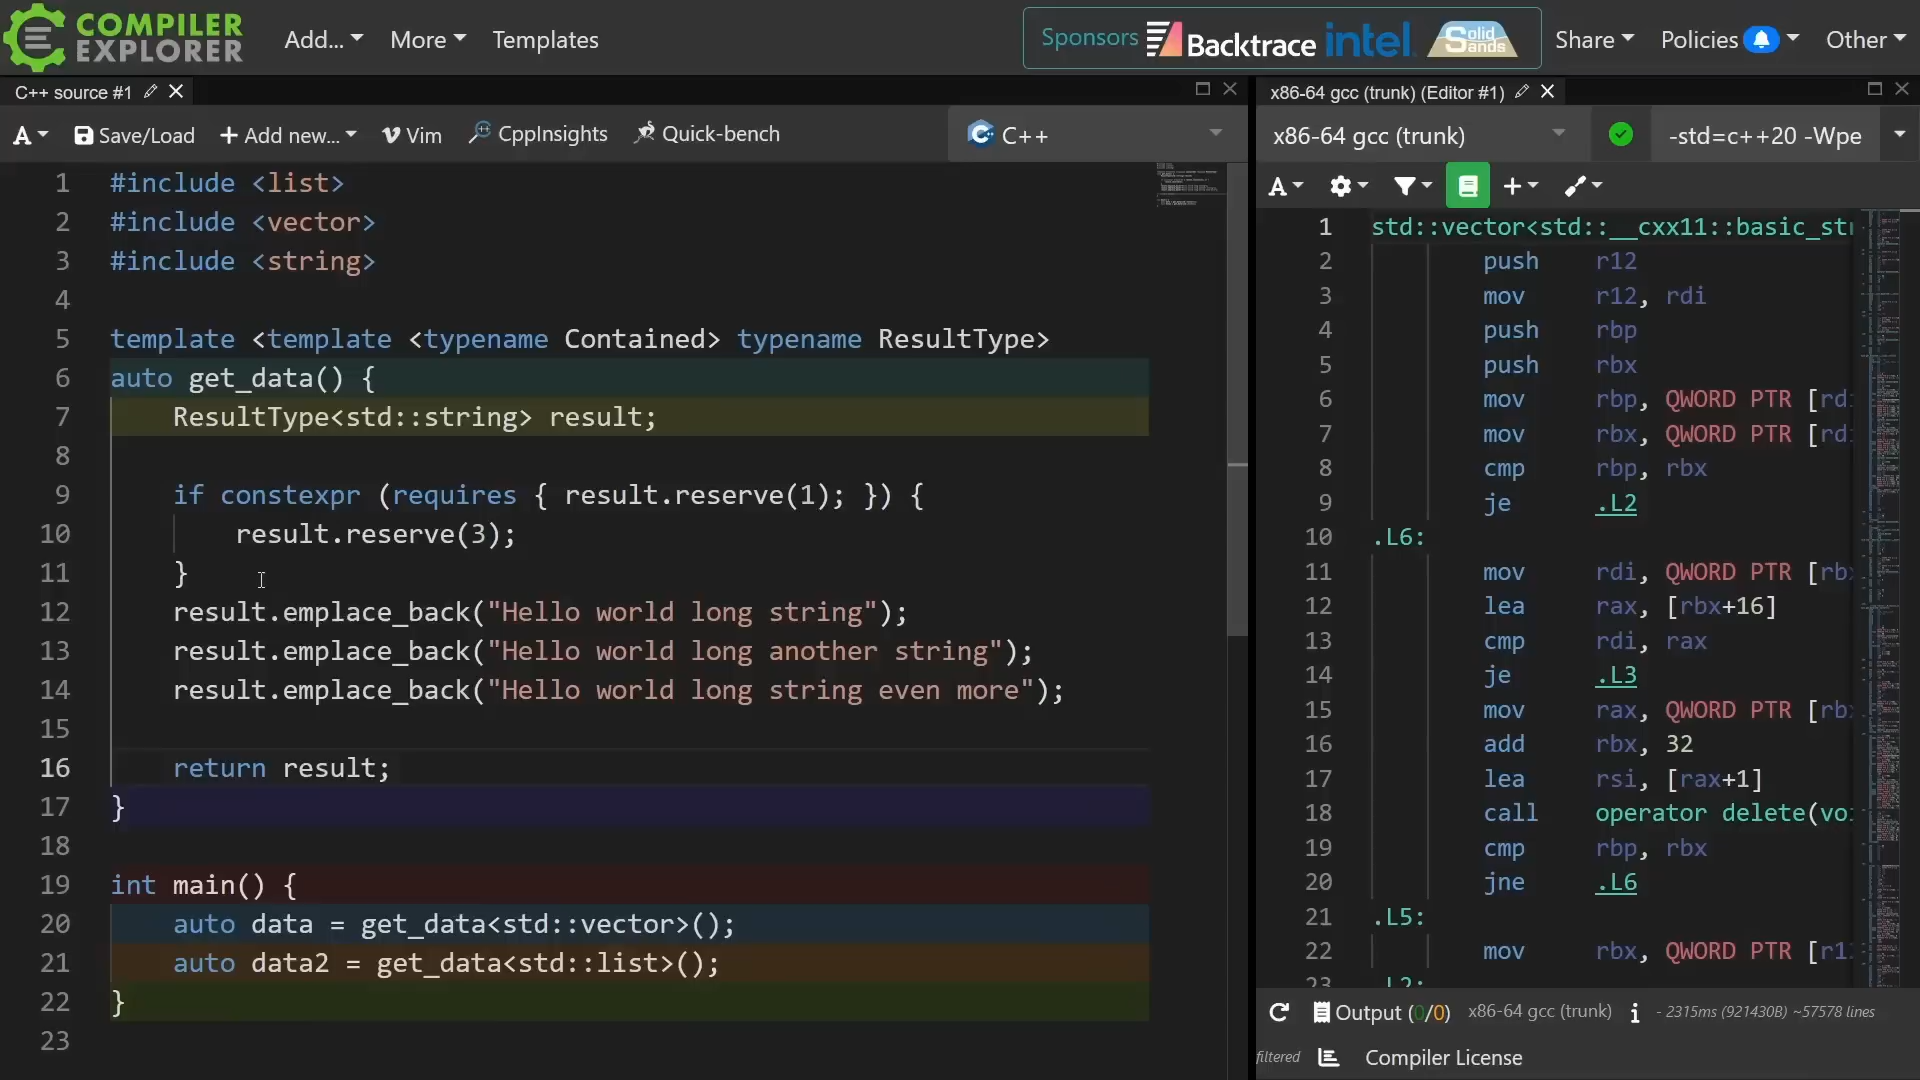 COMPILER EXPLORER Add... More Templates Sponsors Backtrace intel Solid Sands Share Policies Other
C++ source #1
A Save/Load + Add new... Vim CppInsights Quick-bench C++
1 #include <list>
2 #include <vector>
3 #include <string>
4
5 template <template <typename Contained> typename ResultType>
6 auto get_data() {
7 ResultType<std::string> result;
8
9 if constexpr (requires { result.reserve(1); }) {
10 result.reserve(3);
11 }
12 result.emplace_back("Hello world long string");
13 result.emplace_back("Hello world long another string");
14 result.emplace_back("Hello world long string even more");
15
16 return result;
17 }
18
19 int main() {
20 auto data = get_data<std::vector>();
21 auto data2 = get_data<std::list>();
22 }
23
x86-64 gcc (trunk) (Editor #1)
x86-64 gcc (trunk) -std=c++20 -Wpe
A
1 std::vector<std::__cxx11::basic_str
2 push r12
3 mov r12, rdi
4 push rbp
5 push rbx
6 mov rbp, QWORD PTR [rd
7 mov rbx, QWORD PTR [rd
8 cmp rbp, rbx
9 je .L2
10 .L6:
11 mov rdi, QWORD PTR [rb
12 lea rax, [rbx+16]
13 cmp rdi, rax
14 je .L3
15 mov rax, QWORD PTR [rb
16 add rbx, 32
17 lea rsi, [rax+1]
18 call operator delete(vo
19 cmp rbp, rbx
20 jne .L6
21 .L5:
22 mov rbx, QWORD PTR [r1
23 .L2:
Output (0/0) x86-64 gcc (trunk) i - 2315ms (921430B) ~57578 lines
filtered Compiler License